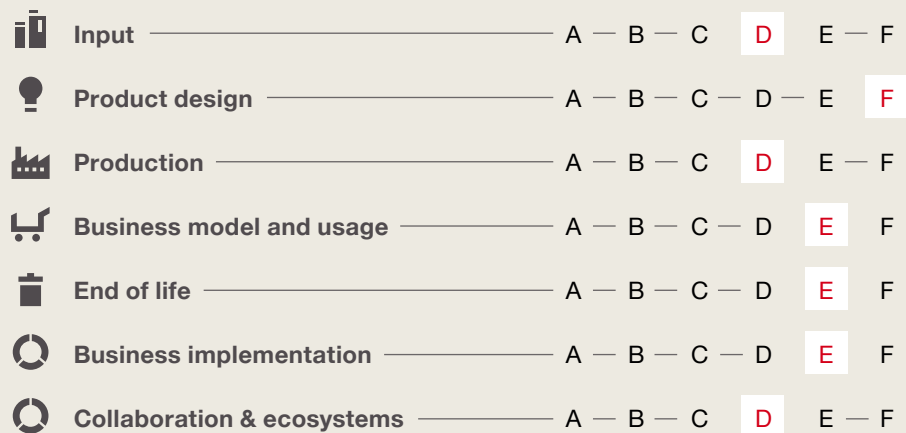 Input A — B — C D E — F
Product design A — B — C — D — E F
Production A — B — C D E — F
Business model and usage A — B — C — D E F
End of life A — B — C — D E F
Business implementation A — B — C — D E F
Collaboration & ecosystems A — B — C D E — F